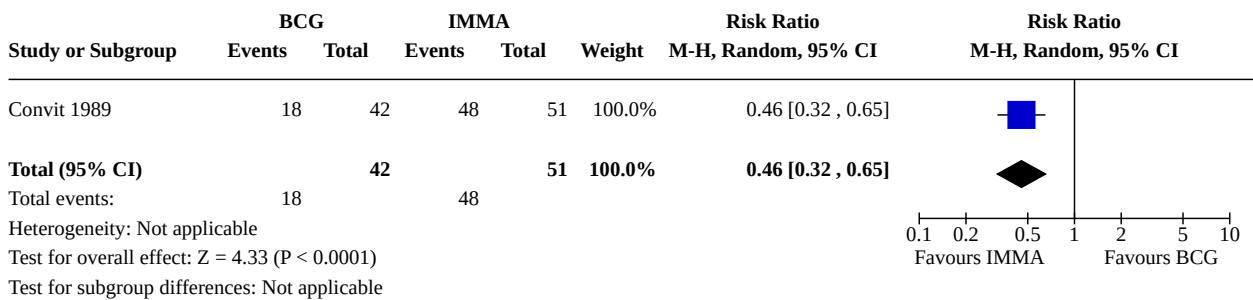 BCG IMMA Risk Ratio Risk Ratio
Study or Subgroup Events Total Events Total Weight M-H, Random, 95% CI M-H, Random, 95% CI
Convit 1989 18 42 48 51 100.0% 0.46 [0.32 , 0.65]
Total (95% CI) 42 51 100.0% 0.46 [0.32 , 0.65]
Total events: 18 48
Heterogeneity: Not applicable
0.1 0.2 0.5 1 2 5 10
Test for overall effect: Z = 4.33 (P < 0.0001) Favours IMMA Favours BCG
Test for subgroup differences: Not applicable